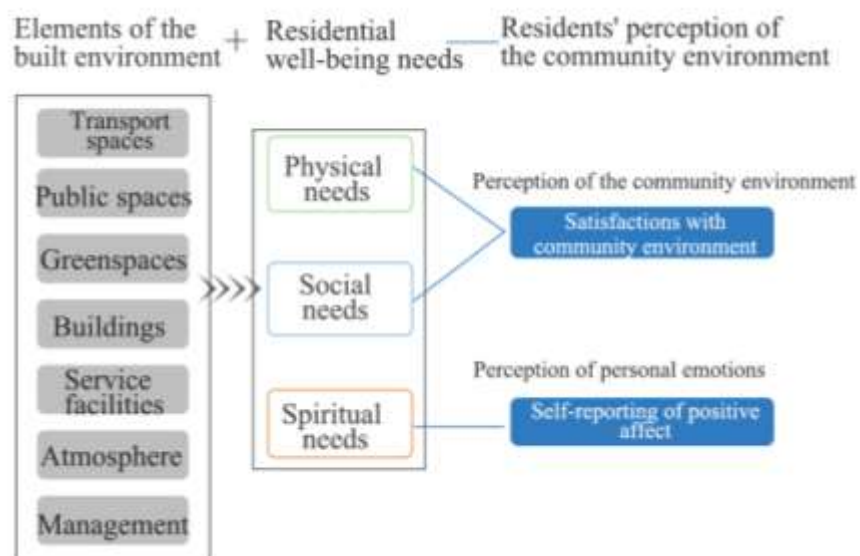 Elements of the
built environment
+
Residential
well-being needs
Residents' perception of
the community environment
Transport
spaces
Public spaces
Greenspaces
Buildings
Service
facilities
Atmosphere
Management
Physical
needs
Social
needs
Spiritual
needs
Perception of the community environment
Satisfactions with
community environment
Perception of personal emotions
Self-reporting of positive
affect